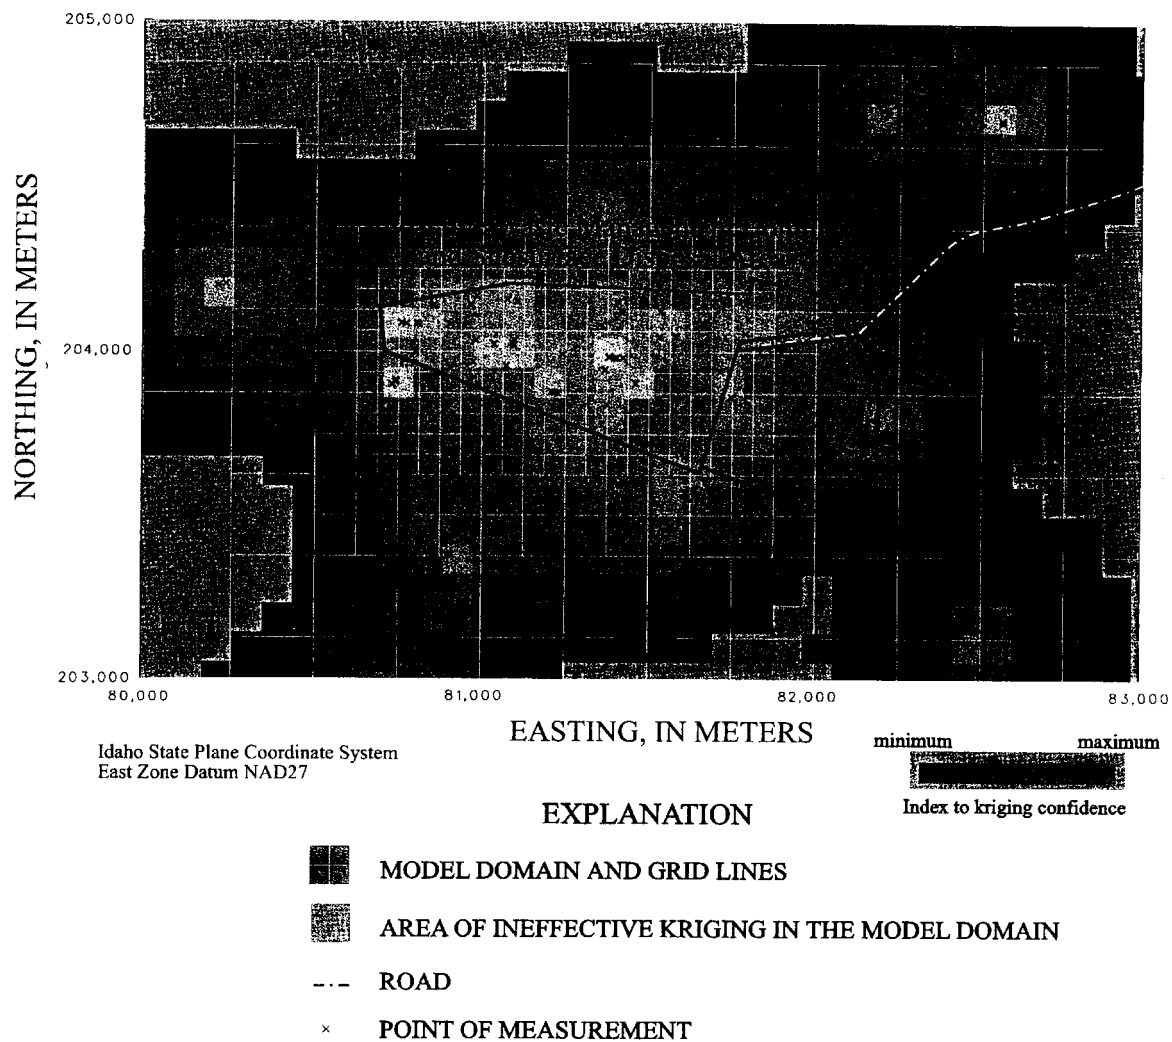 205,000
NORTHING, IN METERS
204,000
203,000
80,000
81,000
82,000
83,000
EASTING, IN METERS
Idaho State Plane Coordinate System
East Zone Datum NAD27
minimum
maximum
Index to kriging confidence
EXPLANATION
MODEL DOMAIN AND GRID LINES
AREA OF INEFFECTIVE KRIGING IN THE MODEL DOMAIN
ROAD
POINT OF MEASUREMENT